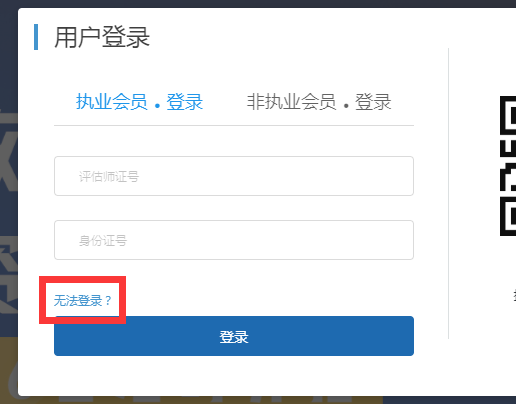 用户登录
执业会员 . 登录
非执业会员 . 登录
评估师证号
身份证号
无法登录？
登录